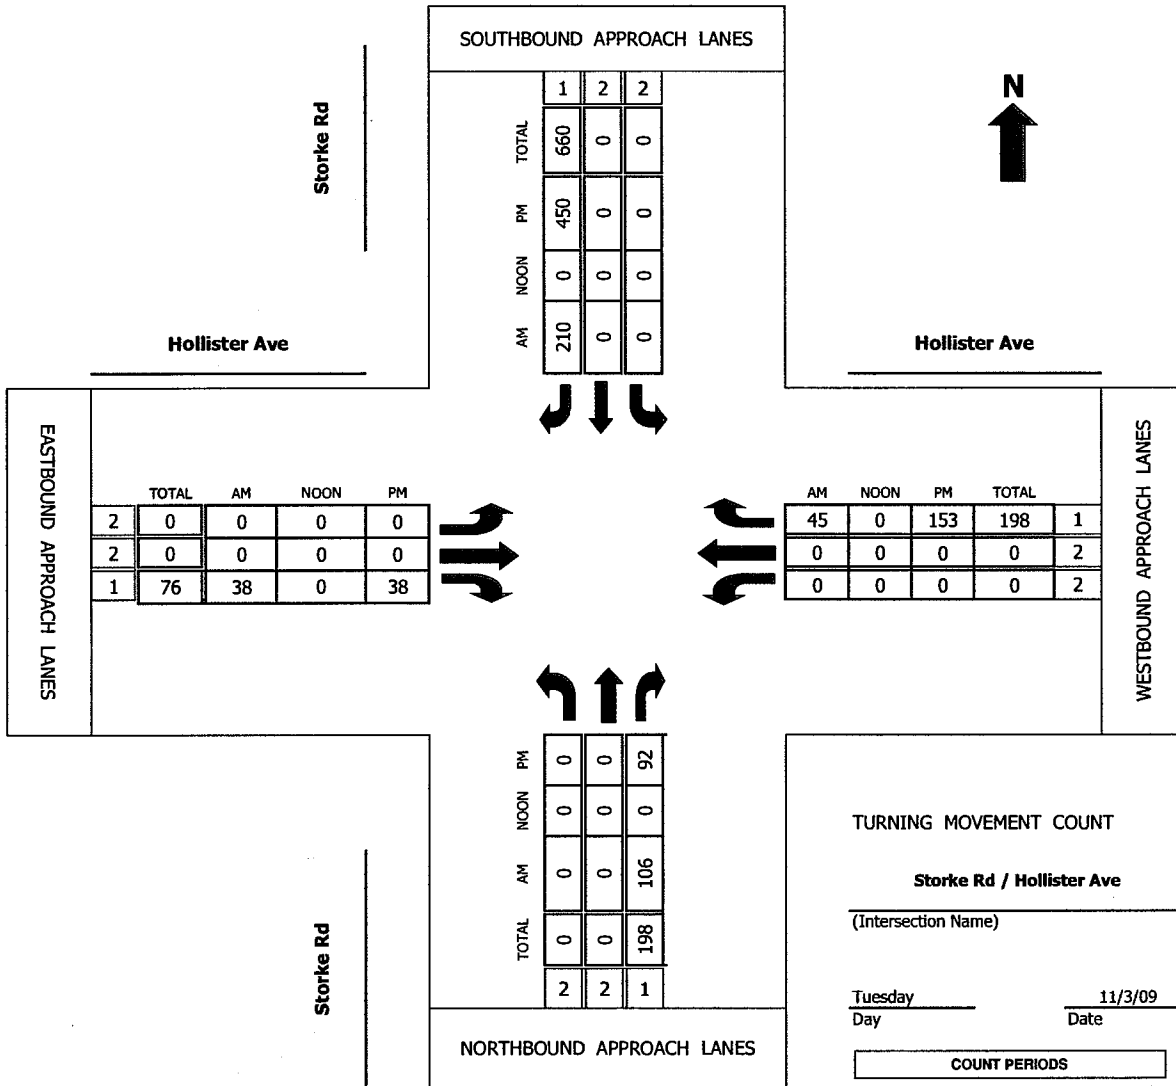 SOUTHBOUND APPROACH LANES
1 2 2
TOTAL 660 0 0
PM 450 0 0
NOON 0 0 0
AM 210 0 0
Storke Rd
N
Hollister Ave
Hollister Ave
EASTBOUND APPROACH LANES
TOTAL AM NOON PM
2 0 0 0 0
2 0 0 0 0
1 76 38 0 38
AM NOON PM TOTAL
45 0 153 198 1
0 0 0 0 2
0 0 0 0 2
WESTBOUND APPROACH LANES
PM 0 0 92
NOON 0 0 0
AM 0 0 106
TOTAL 0 0 198
2 2 1
NORTHBOUND APPROACH LANES
Storke Rd
TURNING MOVEMENT COUNT
Storke Rd / Hollister Ave
(Intersection Name)
Tuesday 11/3/09
Day Date
COUNT PERIODS